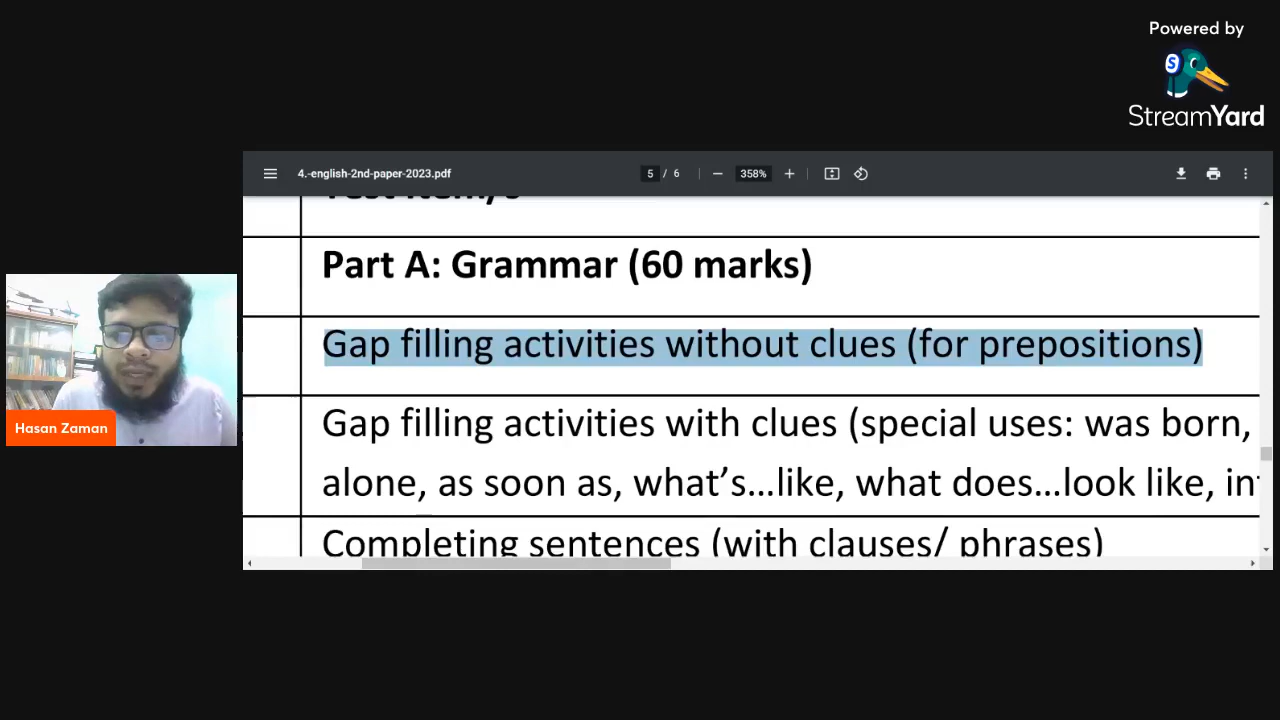 Powered by
StreamYard
4.-english-2nd-paper-2023.pdf
5 / 6
358%
Part A: Grammar (60 marks)
Gap filling activities without clues (for prepositions)
Gap filling activities with clues (special uses: was born,
alone, as soon as, what's...like, what does...look like,
Completing sentences (with clauses/ phrases)
Hasan Zaman